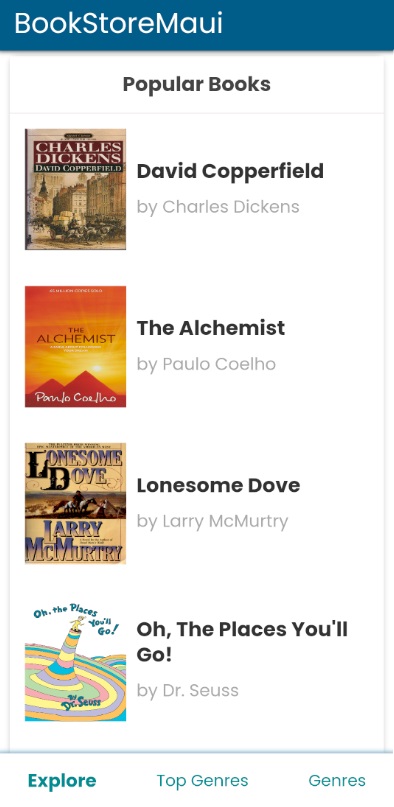 BookStoreMaui
Popular Books
CHARLES
DICKENS
DAVID COPPERFIELD
David Copperfield
by Charles Dickens
THE
ALCHEMIST
Paulo Coelho
The Alchemist
by Paulo Coelho
LONESOME
DOVE
LARRY
McMURTRY
Lonesome Dove
by Larry McMurtry
Oh, the Places
You'll
Go!
by
Dr. Seuss
Oh, The Places You'll
Go!
by Dr. Seuss
Explore
Top Genres
Genres